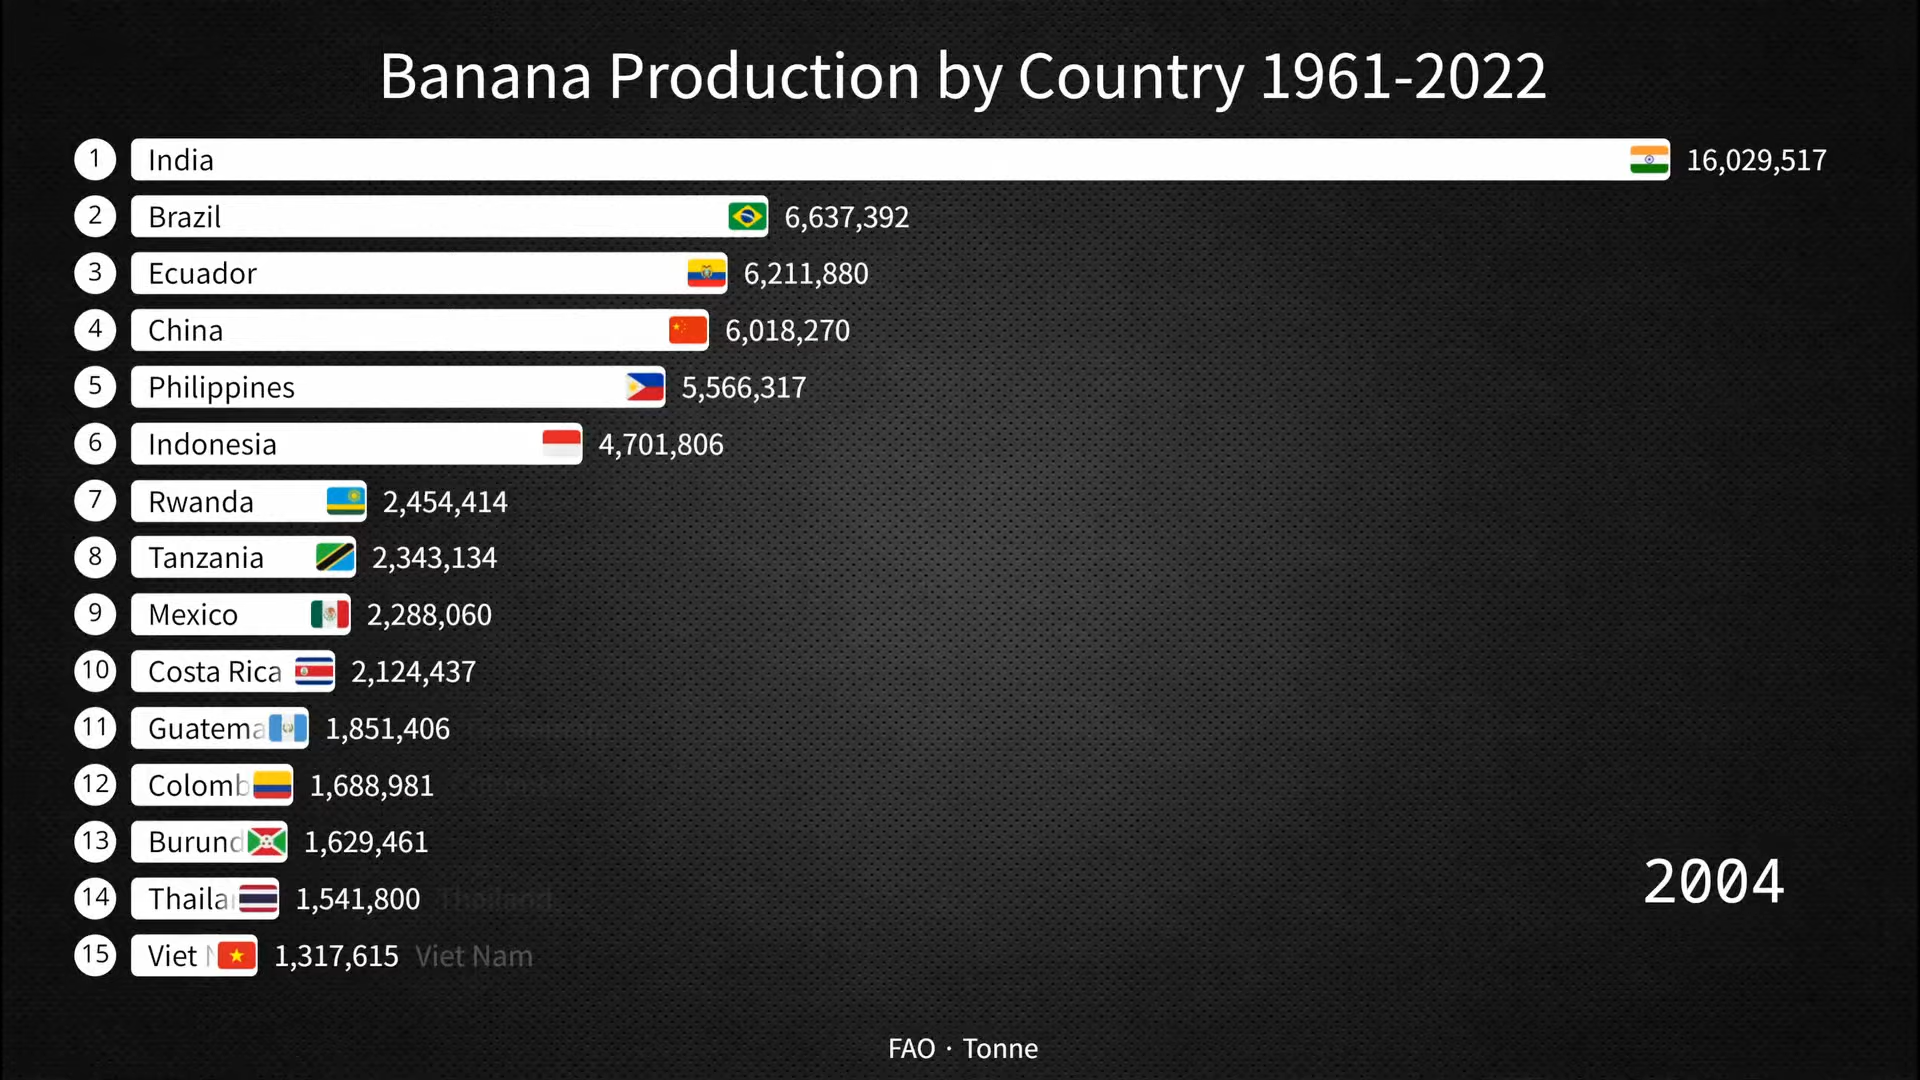 Banana Production by Country 1961-2022
1 India 16,029,517
2 Brazil 6,637,392
3 Ecuador 6,211,880
4 China 6,018,270
5 Philippines 5,566,317
6 Indonesia 4,701,806
7 Rwanda 2,454,414
8 Tanzania 2,343,134
9 Mexico 2,288,060
10 Costa Rica 2,124,437
11 Guatema 1,851,406
12 Colomb 1,688,981
13 Burund 1,629,461
14 Thaila 1,541,800 Thailand
15 Viet N 1,317,615 Viet Nam
2004
FAO · Tonne